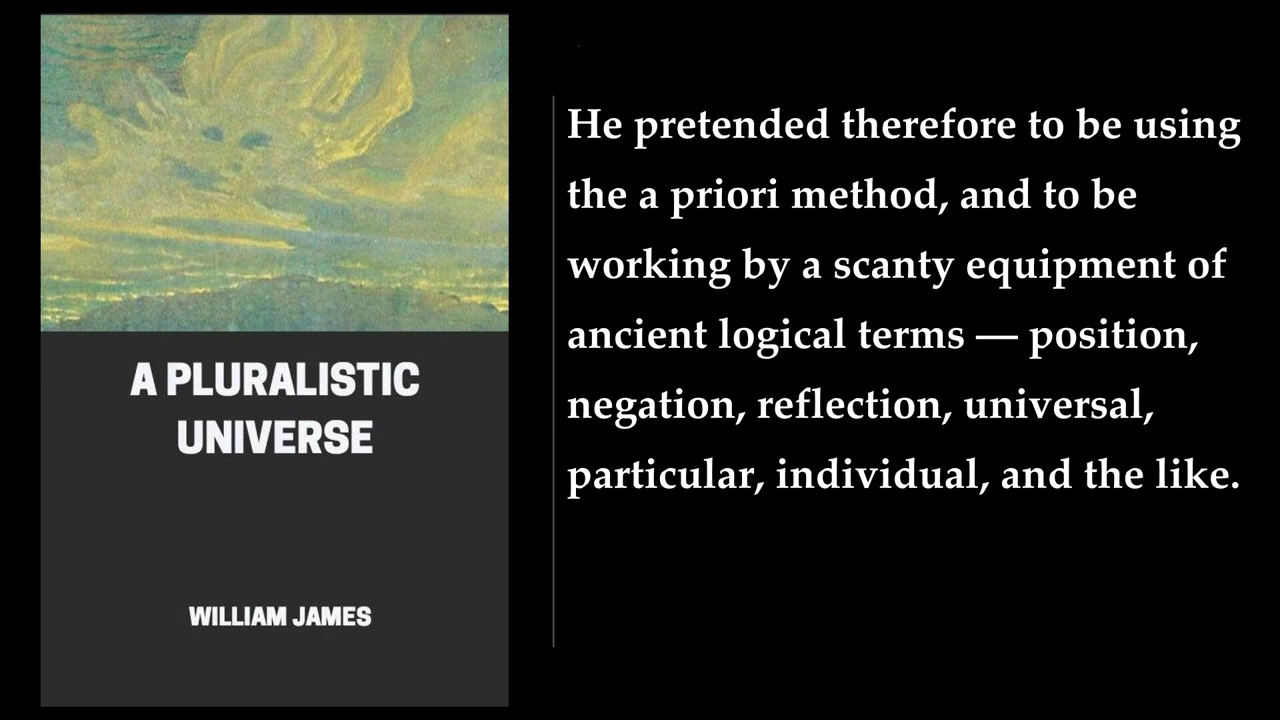 A PLURALISTIC
UNIVERSE
WILLIAM JAMES
He pretended therefore to be using
the a priori method, and to be
working by a scanty equipment of
ancient logical terms — position,
negation, reflection, universal,
particular, individual, and the like.